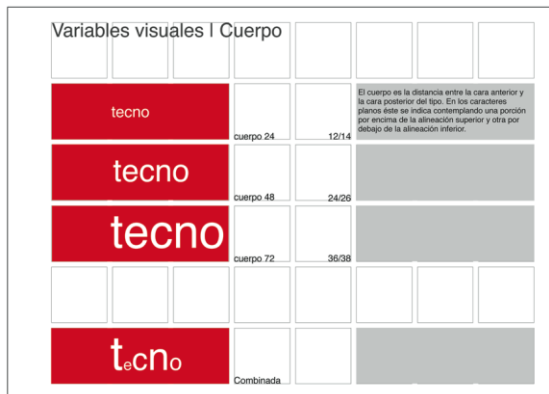 Variables visuales I Cuerpo
tecno
cuerpo 24
12/14
El cuerpo es la distancia entre la cara anterior y
la cara posterior del tipo. En los caracteres
planos éste se indica contemplando una porción
por encima de la alineación superior y otra por
debajo de la alineación inferior.
tecno
cuerpo 48
24/26
tecno
cuerpo 72
36/38
tecno
Combinada